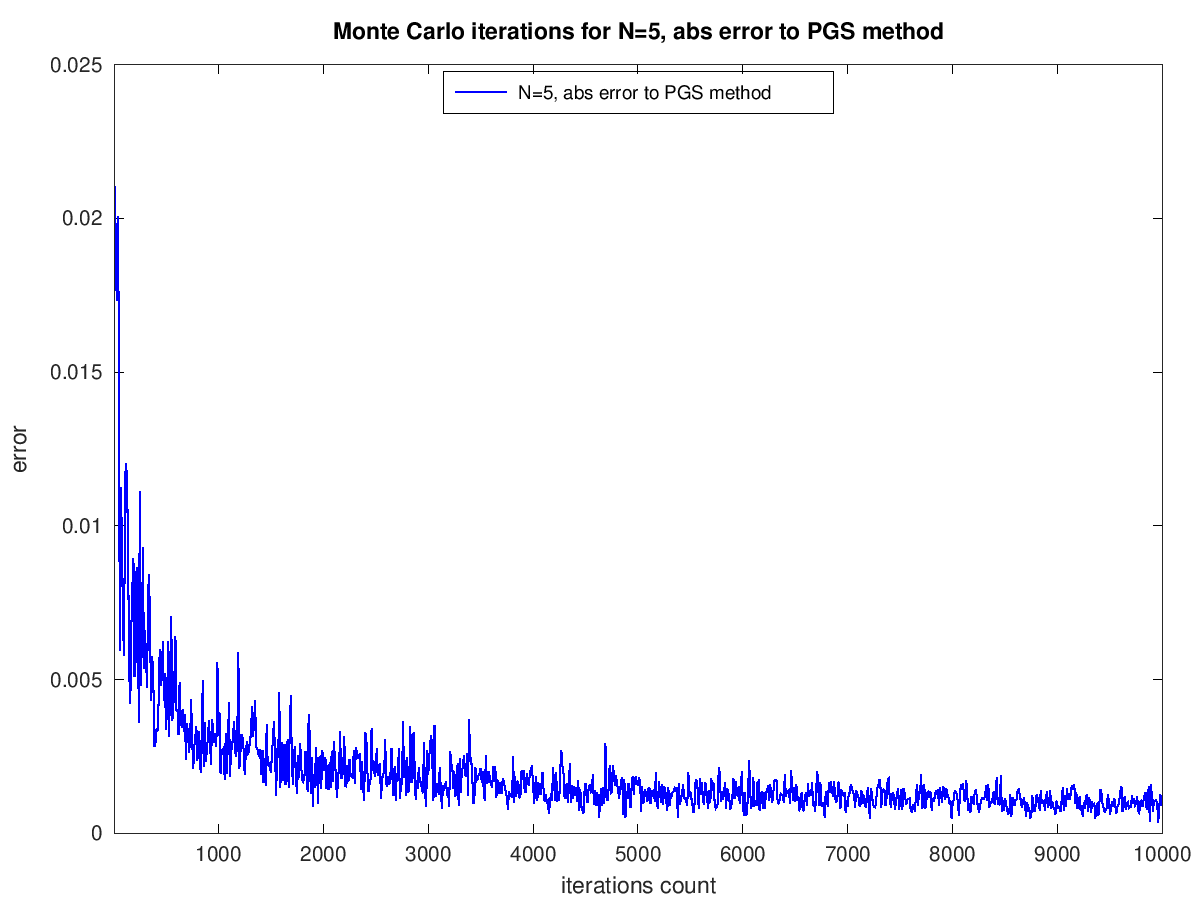 Monte Carlo iterations for N=5, abs error to PGS method
N=5, abs error to PGS method
0.025
0.02
0.015
0.01
0.005
0
error
1000 2000 3000 4000 5000 6000 7000 8000 9000 10000
iterations count